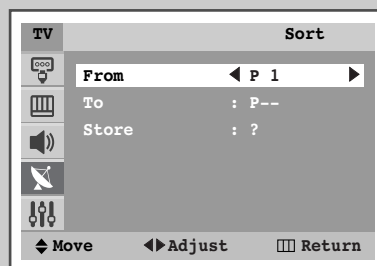 TV Sort
From ◀ P 1 ▶
To : P--
Store : ?
Move Adjust Return